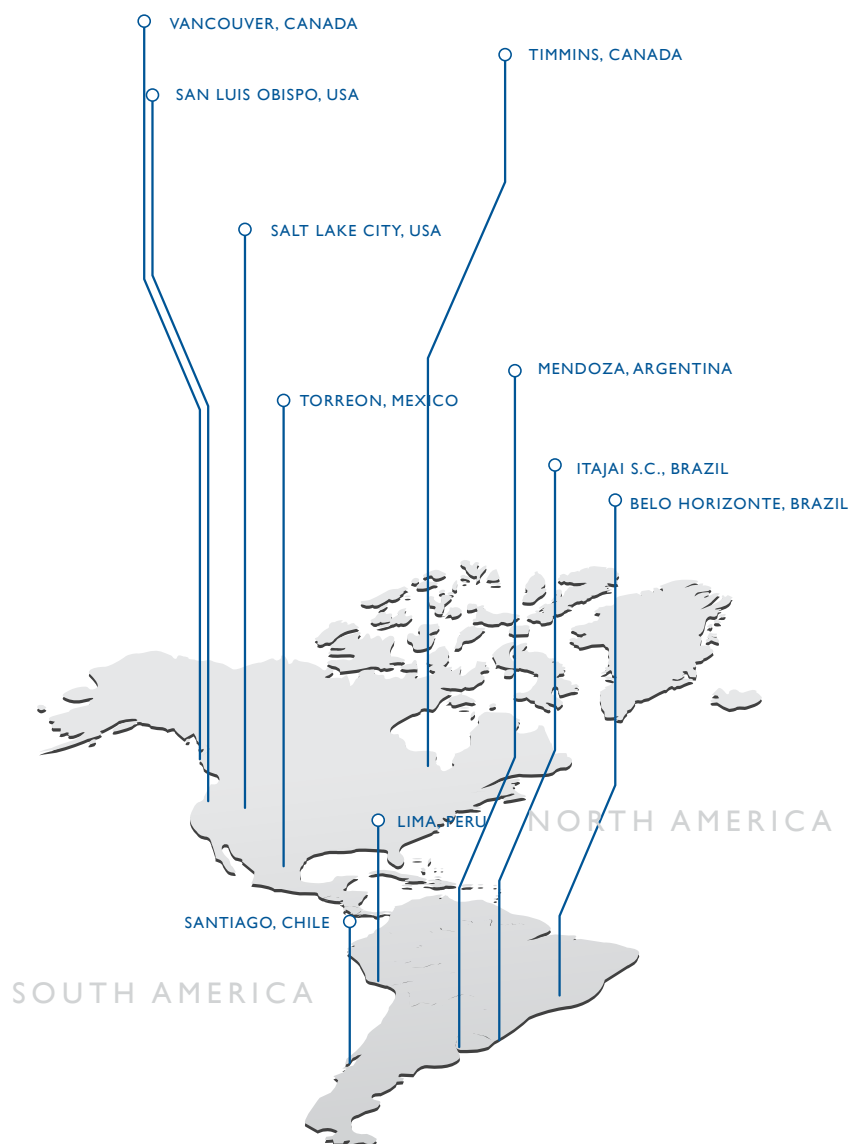 VANCOUVER, CANADA
TIMMINS, CANADA
SAN LUIS OBISPO, USA
SALT LAKE CITY, USA
MENDOZA, ARGENTINA
TORREON, MEXICO
ITAJAI S.C., BRAZIL
BELO HORIZONTE, BRAZIL
LIMA, PERU
NORTH AMERICA
SANTIAGO, CHILE
SOUTH AMERICA